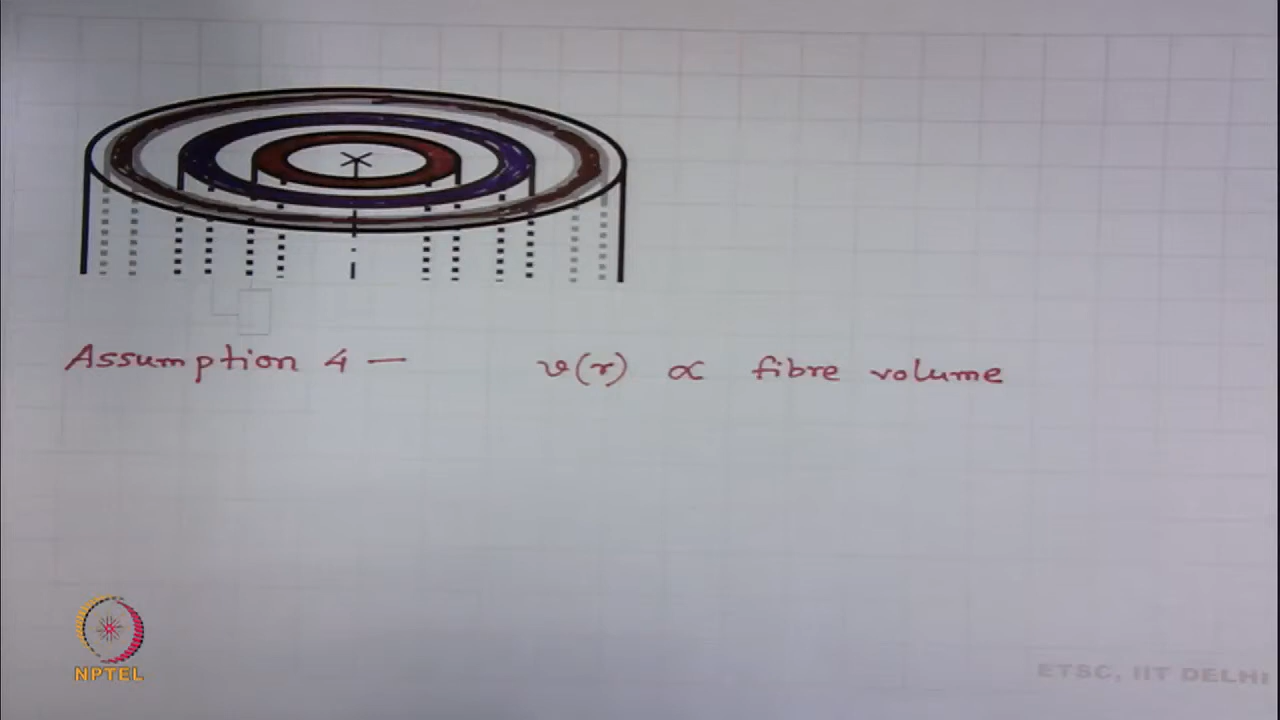 Assumption 4 — v(r) ∝ fibre volume
NPTEL
ETSC, IIT DELHI